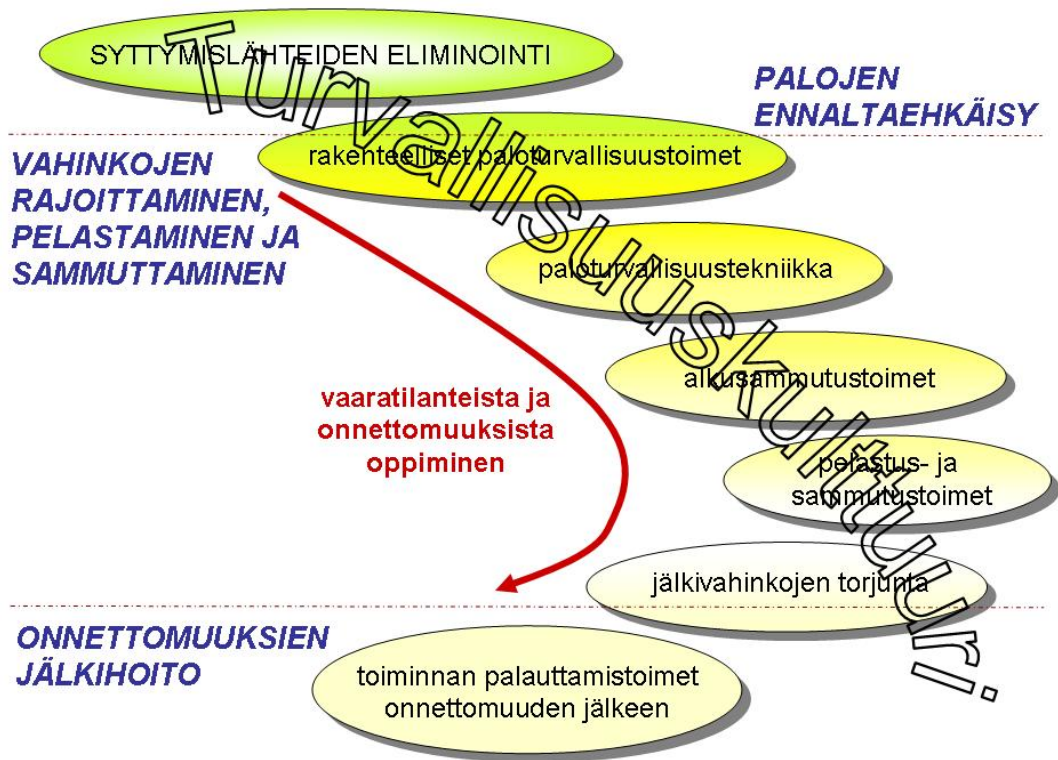 SYTTYMISLÄHTEIDEN ELIMINOINTI
PALOJEN
ENNALTAEHKÄISY
rakenteelliset paloturvallisuustoimet
VAHINKOJEN
RAJOITTAMINEN,
PELASTAMINEN JA
SAMMUTTAMINEN
paloturvallisuustekniikka
alkusammutustoimet
vaaratilanteista ja
onnettomuuksista
oppiminen
pelastus- ja
sammutustoimet
jälkivahinkojen torjunta
ONNETTOMUUKSIEN
JÄLKIHOITO
toiminnan palauttamistoimet
onnettomuuden jälkeen
Turvallisuuskulttuuri